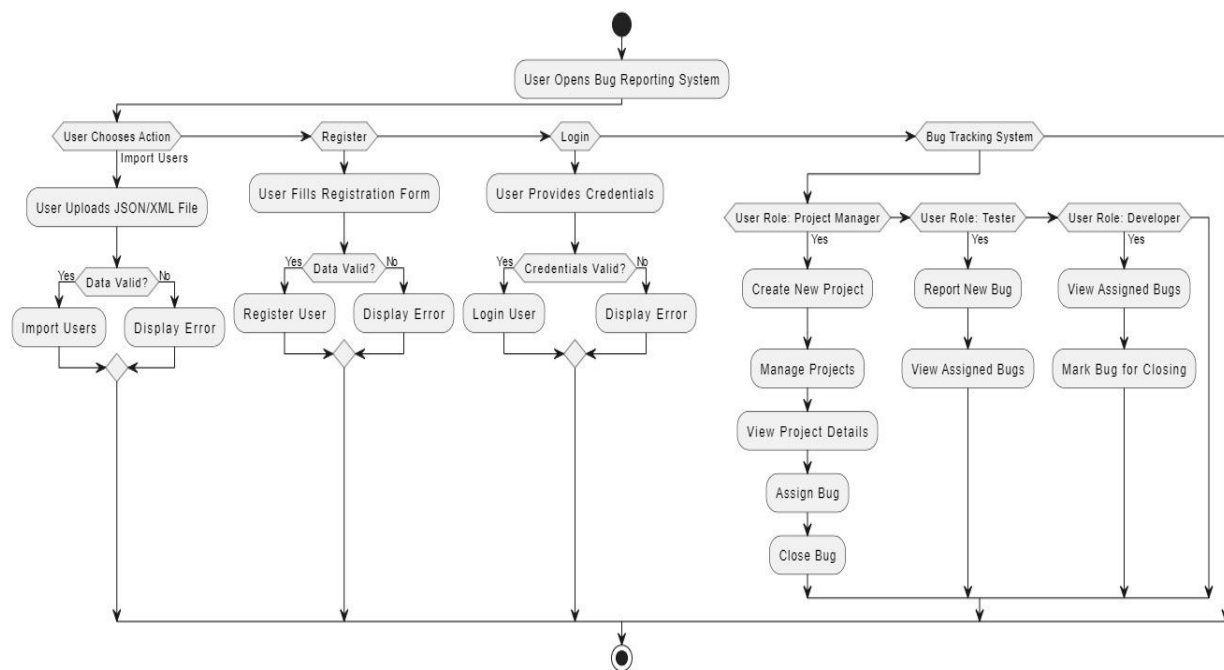 User Opens Bug Reporting System
User Chooses Action
Register
Login
Bug Tracking System
Import Users
User Uploads JSON/XML File
User Fills Registration Form
User Provides Credentials
User Role: Project Manager
User Role: Tester
User Role: Developer
Yes
Yes
Yes
Yes
Data Valid?
No
Yes
Data Valid?
No
Yes
Credentials Valid?
No
Create New Project
Report New Bug
View Assigned Bugs
Import Users
Display Error
Register User
Display Error
Login User
Display Error
Manage Projects
View Assigned Bugs
Mark Bug for Closing
View Project Details
Assign Bug
Close Bug